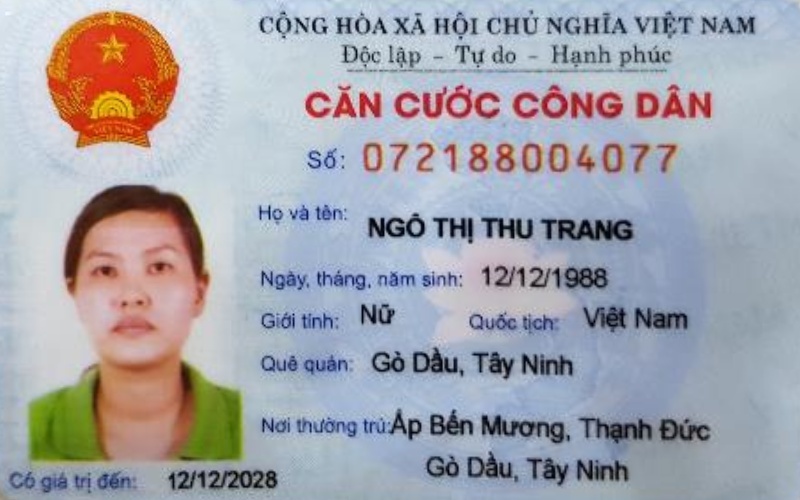 CỘNG HÒA XÃ HỘI CHỦ NGHĨA VIỆT NAM
Độc lập - Tự do - Hạnh phúc
CĂN CƯỚC CÔNG DÂN
Số: 072188004077
Họ và tên: NGÔ THỊ THU TRANG
Ngày, tháng, năm sinh: 12/12/1988
Giới tính: Nữ Quốc tịch: Việt Nam
Quê quán: Gò Dầu, Tây Ninh
Nơi thường trú: Ấp Bến Mương, Thạnh Đức
Gò Dầu, Tây Ninh
Có giá trị đến: 12/12/2028
VIỆT NAM